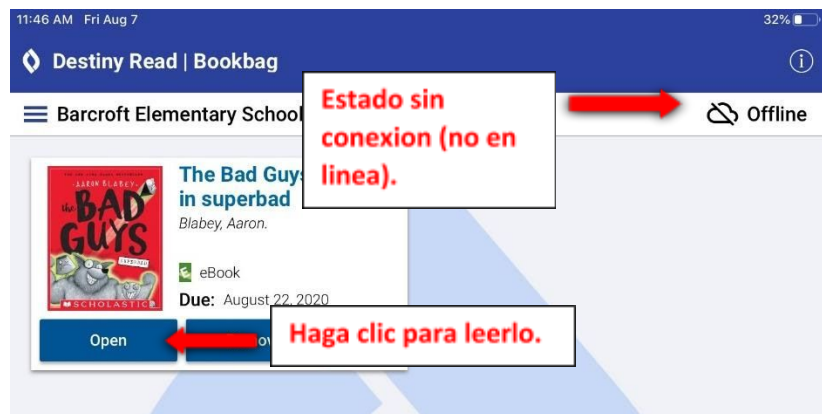 11:46 AM Fri Aug 7
32%
Destiny Read | Bookbag
Barcroft Elementary School
Estado sin
conexion (no en
linea).
Offline
AARON BLABEY
the
BAD
GUYS
SUPERBAD
SCHOLASTIC
The Bad Guys
in superbad
Blabey, Aaron.
eBook
Due: August 22, 2020
Open
Haga clic para leerlo.